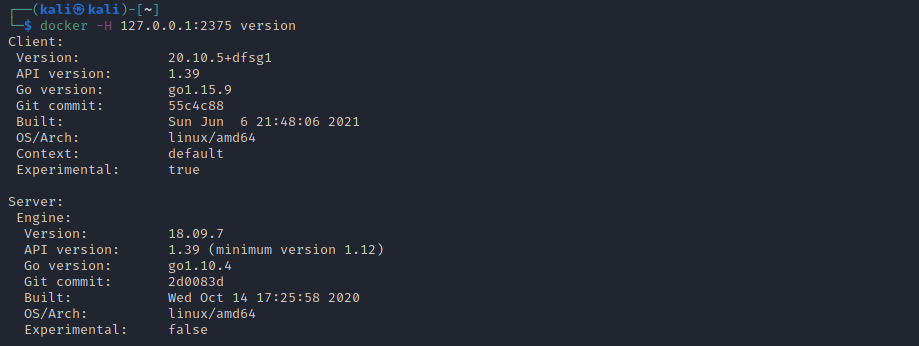 ┌──(kali㉿kali)-[~]
└─$ docker -H 127.0.0.1:2375 version
Client:
 Version:           20.10.5+dfsg1
 API version:       1.39
 Go version:        go1.15.9
 Git commit:        55c4c88
 Built:             Sun Jun  6 21:48:06 2021
 OS/Arch:           linux/amd64
 Context:           default
 Experimental:      true

Server:
 Engine:
  Version:          18.09.7
  API version:      1.39 (minimum version 1.12)
  Go version:       go1.10.4
  Git commit:       2d0083d
  Built:            Wed Oct 14 17:25:58 2020
  OS/Arch:          linux/amd64
  Experimental:     false